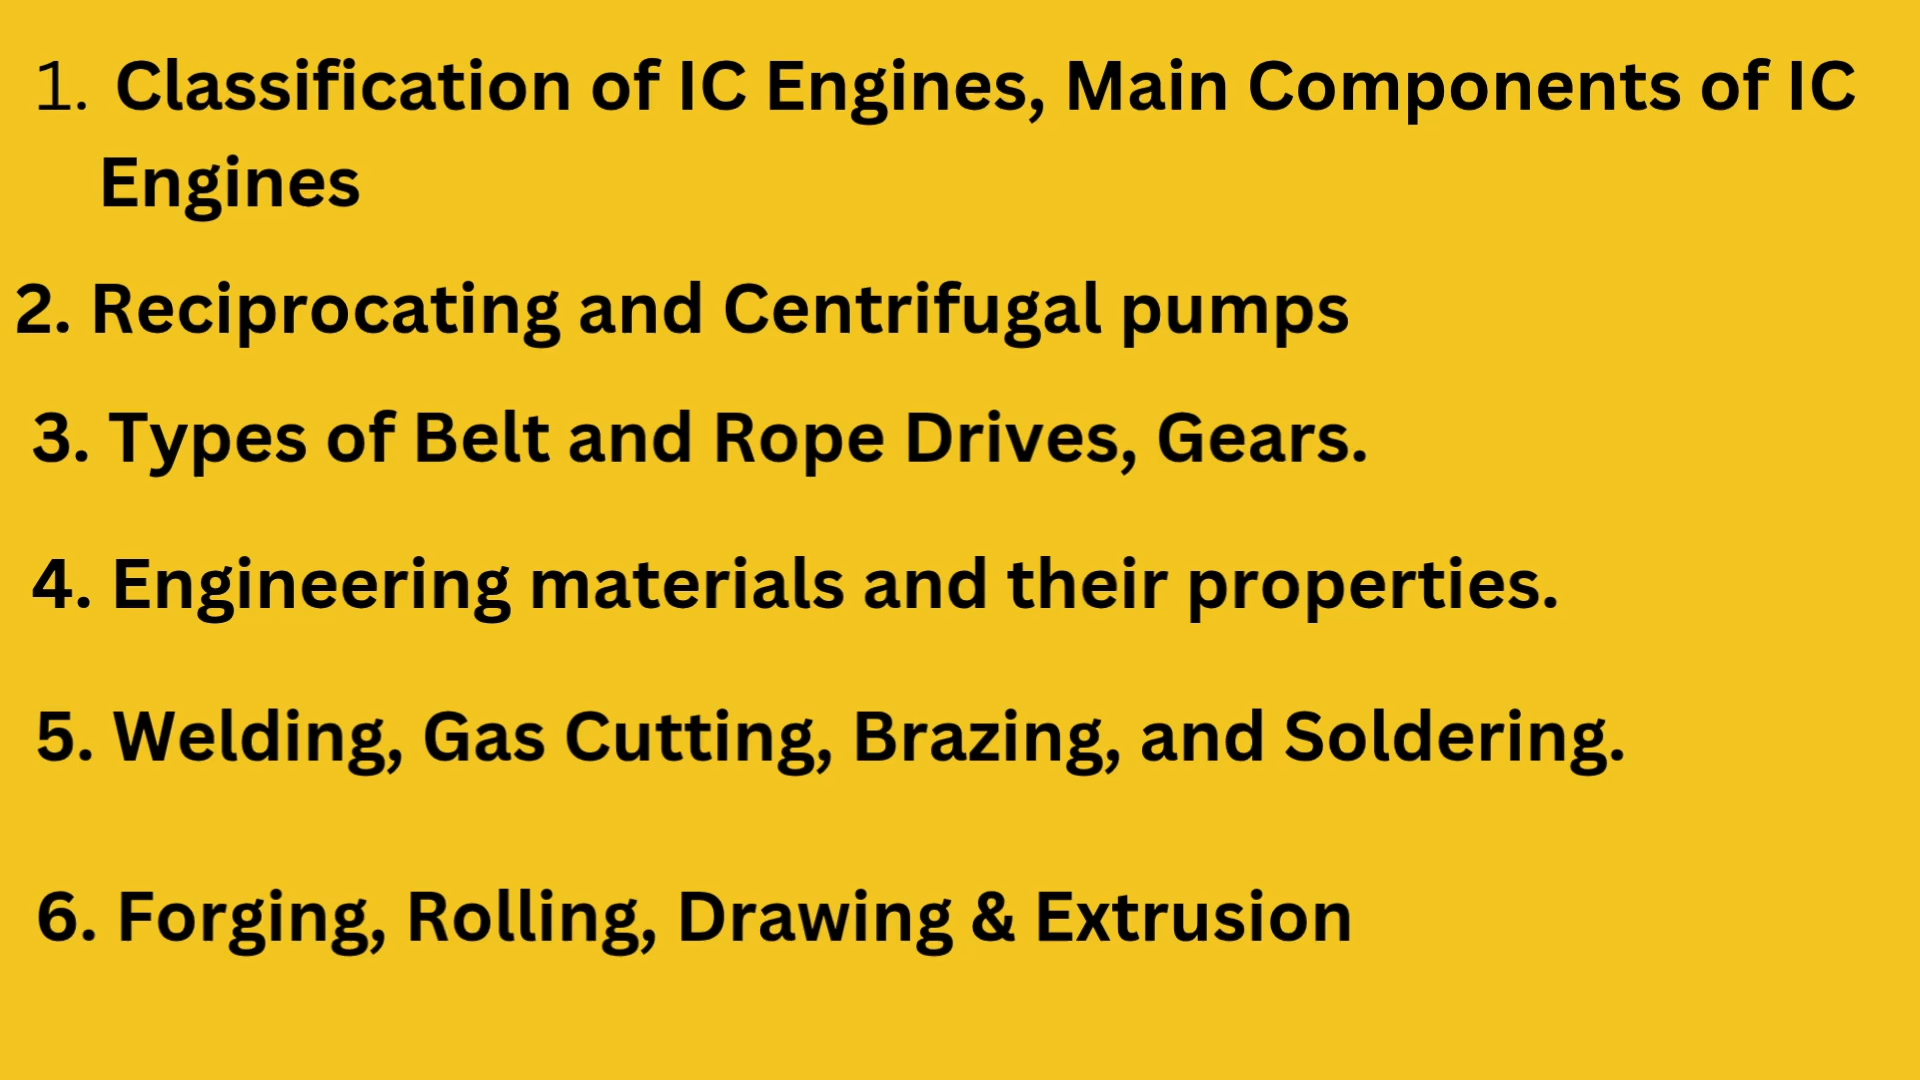 1. Classification of IC Engines, Main Components of IC
Engines
2. Reciprocating and Centrifugal pumps
3. Types of Belt and Rope Drives, Gears.
4. Engineering materials and their properties.
5. Welding, Gas Cutting, Brazing, and Soldering.
6. Forging, Rolling, Drawing & Extrusion